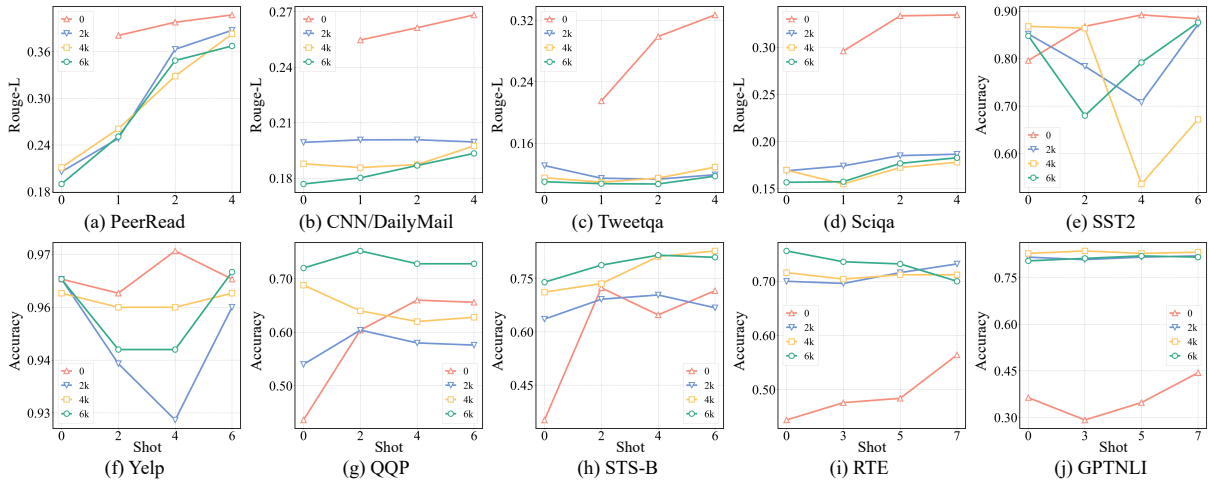 Rouge-L
0.36
0.30
0.24
0.18
0
2k
4k
6k
0 1 2 4
(a) PeerRead
Rouge-L
0.27
0.24
0.21
0.18
0
2k
4k
6k
0 1 2 4
(b) CNN/DailyMail
Rouge-L
0.32
0.24
0.16
0
2k
4k
6k
0 1 2 4
(c) Tweetqa
Rouge-L
0.30
0.25
0.20
0.15
0
2k
4k
6k
0 1 2 4
(d) Sciqa
Accuracy
0.90
0.80
0.70
0.60
0
2k
4k
6k
0 2 4 6
(e) SST2
Accuracy
0.97
0.96
0.94
0.93
0
2k
4k
6k
0 2 4 6
Shot
(f) Yelp
Accuracy
0.70
0.60
0.50
0
2k
4k
6k
0 2 4 6
Shot
(g) QQP
Accuracy
0.75
0.60
0.45
0
2k
4k
6k
0 2 4 6
Shot
(h) STS-B
Accuracy
0.70
0.60
0.50
0
2k
4k
6k
0 3 5 7
Shot
(i) RTE
Accuracy
0.75
0.60
0.45
0.30
0
2k
4k
6k
0 3 5 7
Shot
(j) GPTNLI